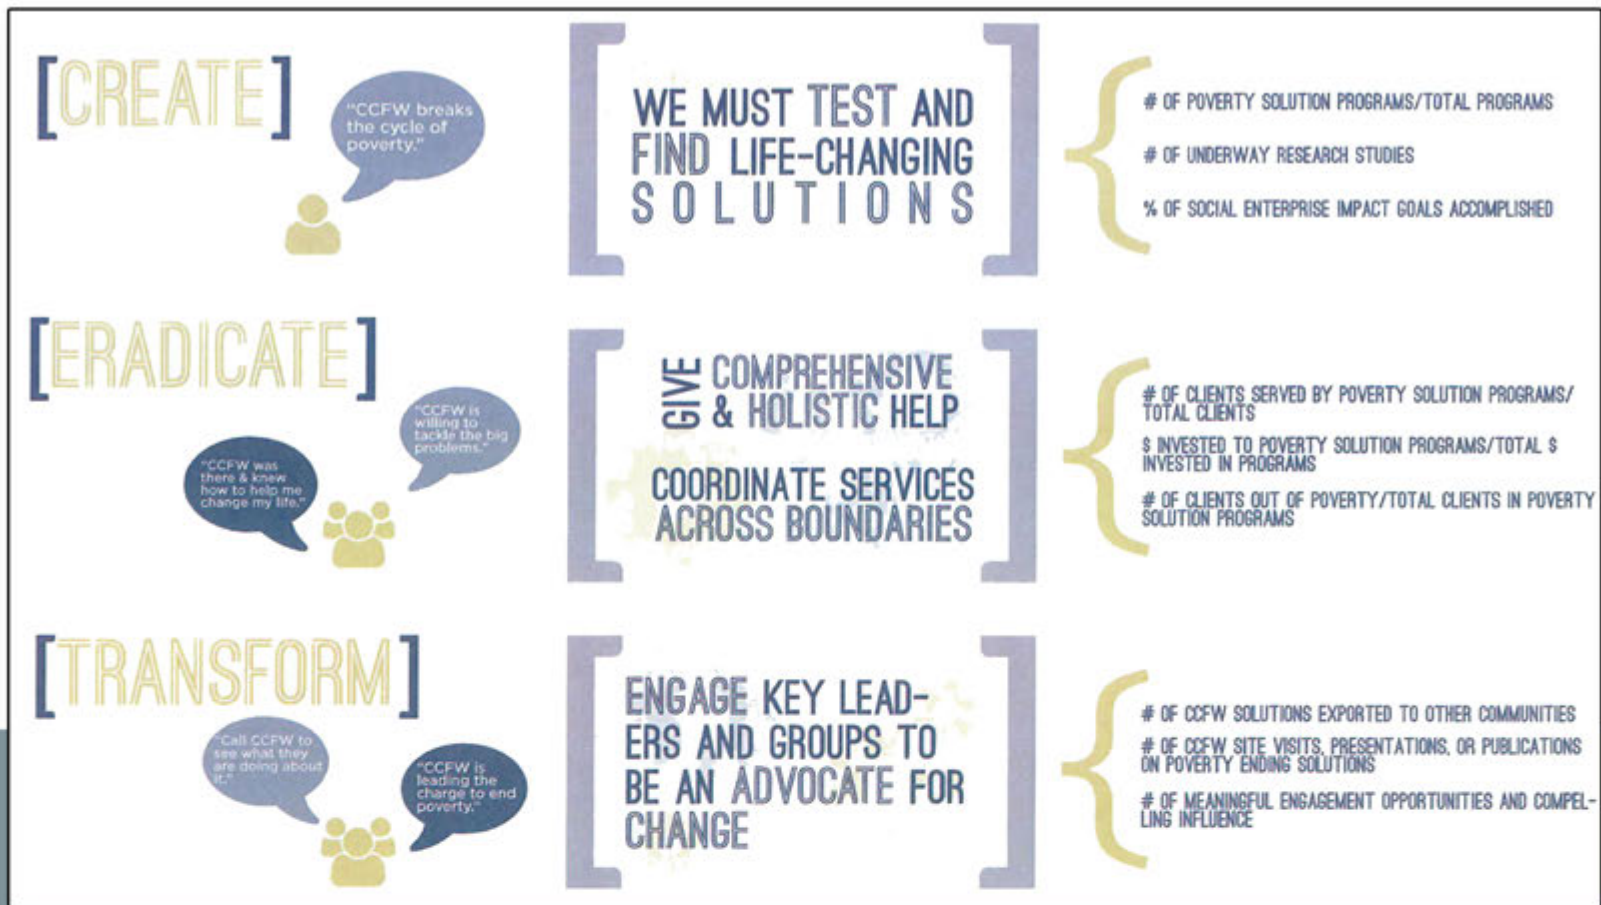 [CREATE]
"CCFW breaks
the cycle of
poverty."
WE MUST TEST AND
FIND LIFE-CHANGING
SOLUTIONS
# OF POVERTY SOLUTION PROGRAMS/TOTAL PROGRAMS
# OF UNDERWAY RESEARCH STUDIES
% OF SOCIAL ENTERPRISE IMPACT GOALS ACCOMPLISHED
[ERADICATE]
"CCFW is
willing to
tackle the big
problems."
"CCFW was
there & knew
how to help me
change my life."
GIVE COMPREHENSIVE
& HOLISTIC HELP
COORDINATE SERVICES
ACROSS BOUNDARIES
# OF CLIENTS SERVED BY POVERTY SOLUTION PROGRAMS/
TOTAL CLIENTS
$ INVESTED TO POVERTY SOLUTION PROGRAMS/TOTAL $
INVESTED IN PROGRAMS
# OF CLIENTS OUT OF POVERTY/TOTAL CLIENTS IN POVERTY
SOLUTION PROGRAMS
[TRANSFORM]
"Call CCFW to
see what they
are doing about
it."
"CCFW is
leading the
charge to end
poverty."
ENGAGE KEY LEAD-
ERS AND GROUPS TO
BE AN ADVOCATE FOR
CHANGE
# OF CCFW SOLUTIONS EXPORTED TO OTHER COMMUNITIES
# OF CCFW SITE VISITS, PRESENTATIONS, OR PUBLICATIONS
ON POVERTY ENDING SOLUTIONS
# OF MEANINGFUL ENGAGEMENT OPPORTUNITIES AND COMPEL-
LING INFLUENCE